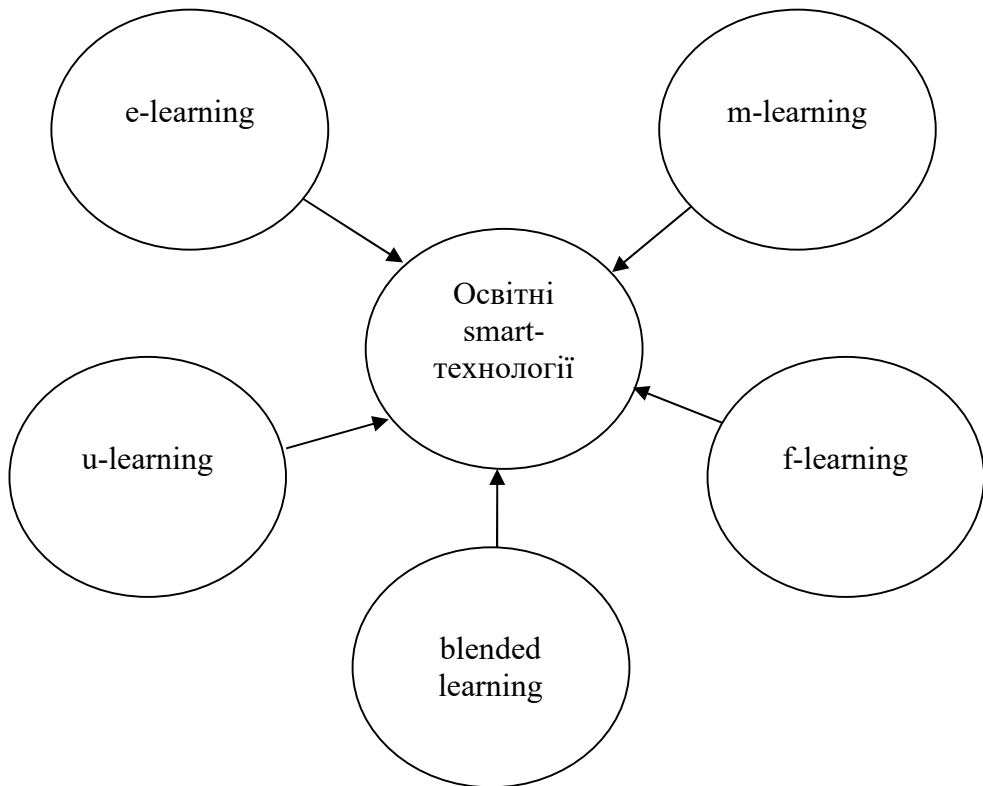 e-learning
m-learning
Освітні
smart-
технології
u-learning
f-learning
blended
learning